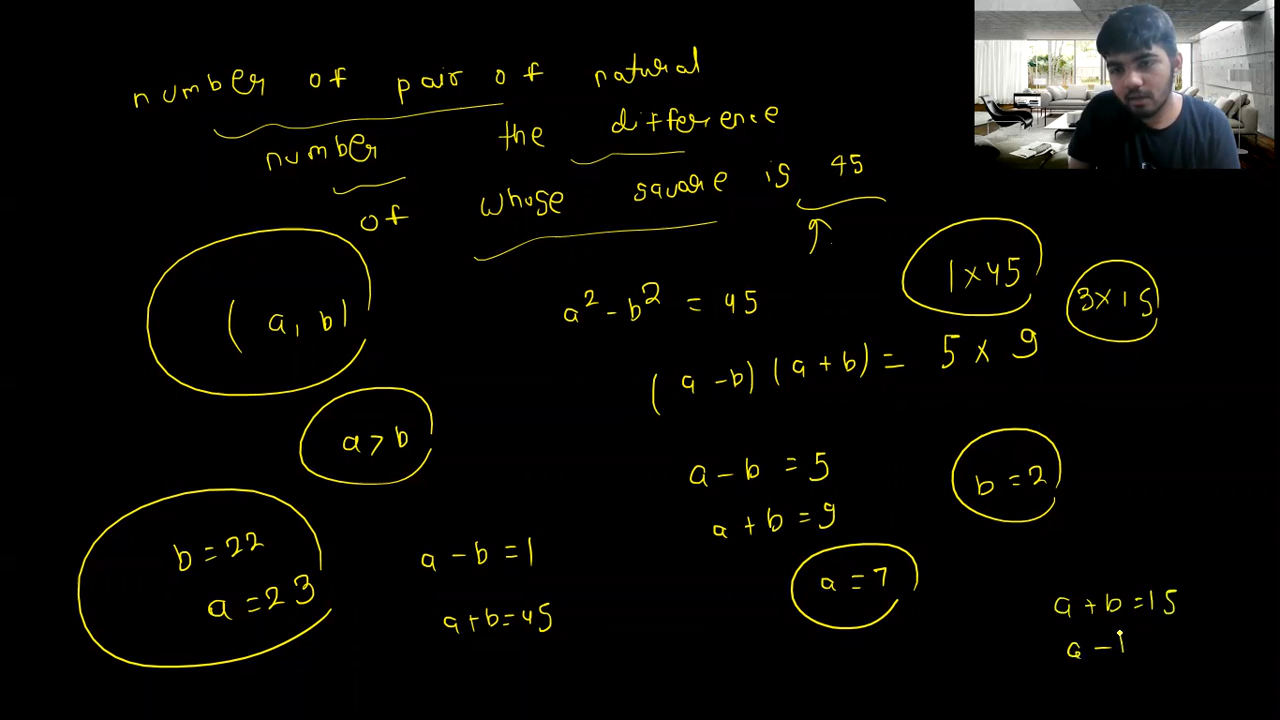 number of pair of natural
number the difference
of whose square is 45
(a, b)
a² - b² = 45
1 × 45
3 × 15
(a - b) (a + b) = 5 × 9
a > b
a - b = 5
a + b = 9
b = 2
a = 7
b = 22
a = 23
a - b = 1
a + b = 45
a + b = 15
a - l